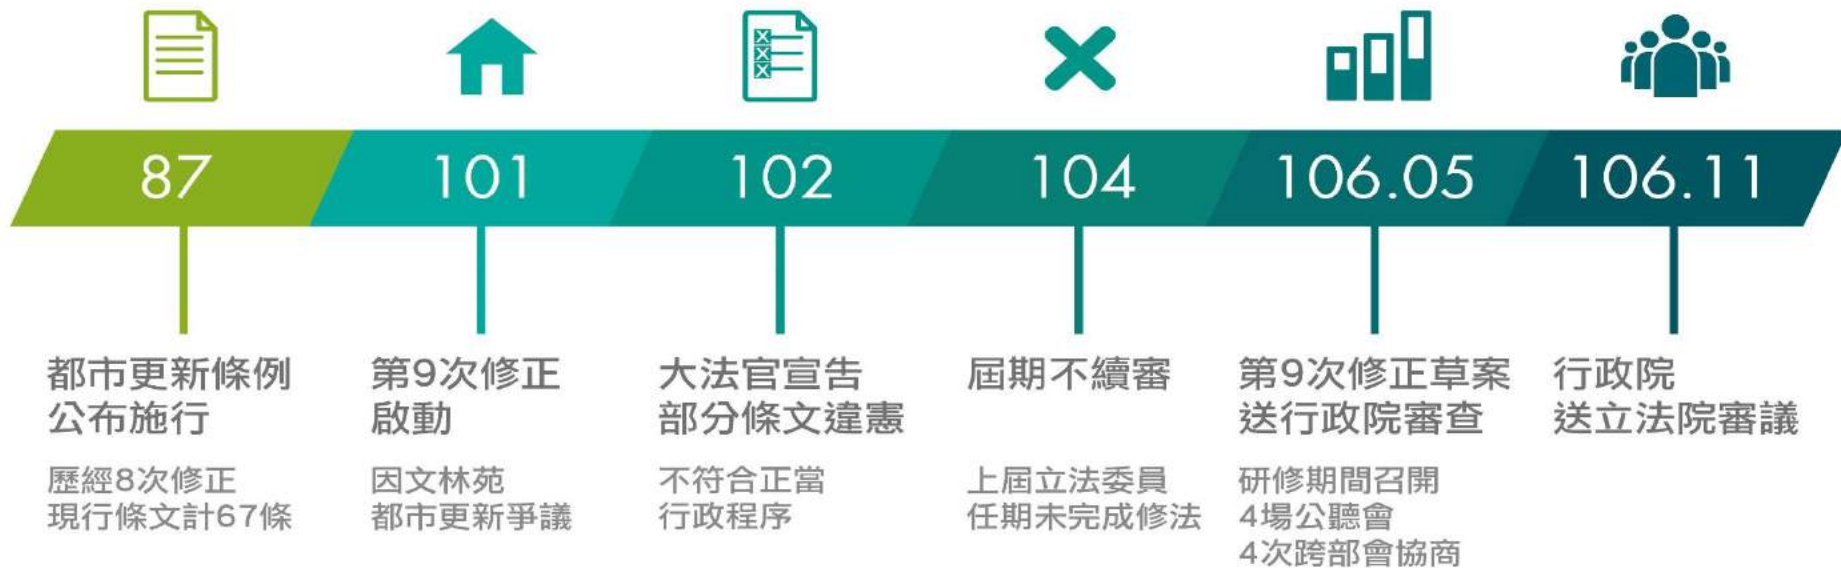 87
101
102
104
106.05
106.11
都市更新條例
公布施行
歷經8次修正
現行條文計67條
第9次修正
啟動
因文林苑
都市更新爭議
大法官宣告
部分條文違憲
不符合正當
行政程序
屆期不續審
上屆立法委員
任期未完成修法
第9次修正草案
送行政院審查
研修期間召開
4場公聽會
4次跨部會協商
行政院
送立法院審議